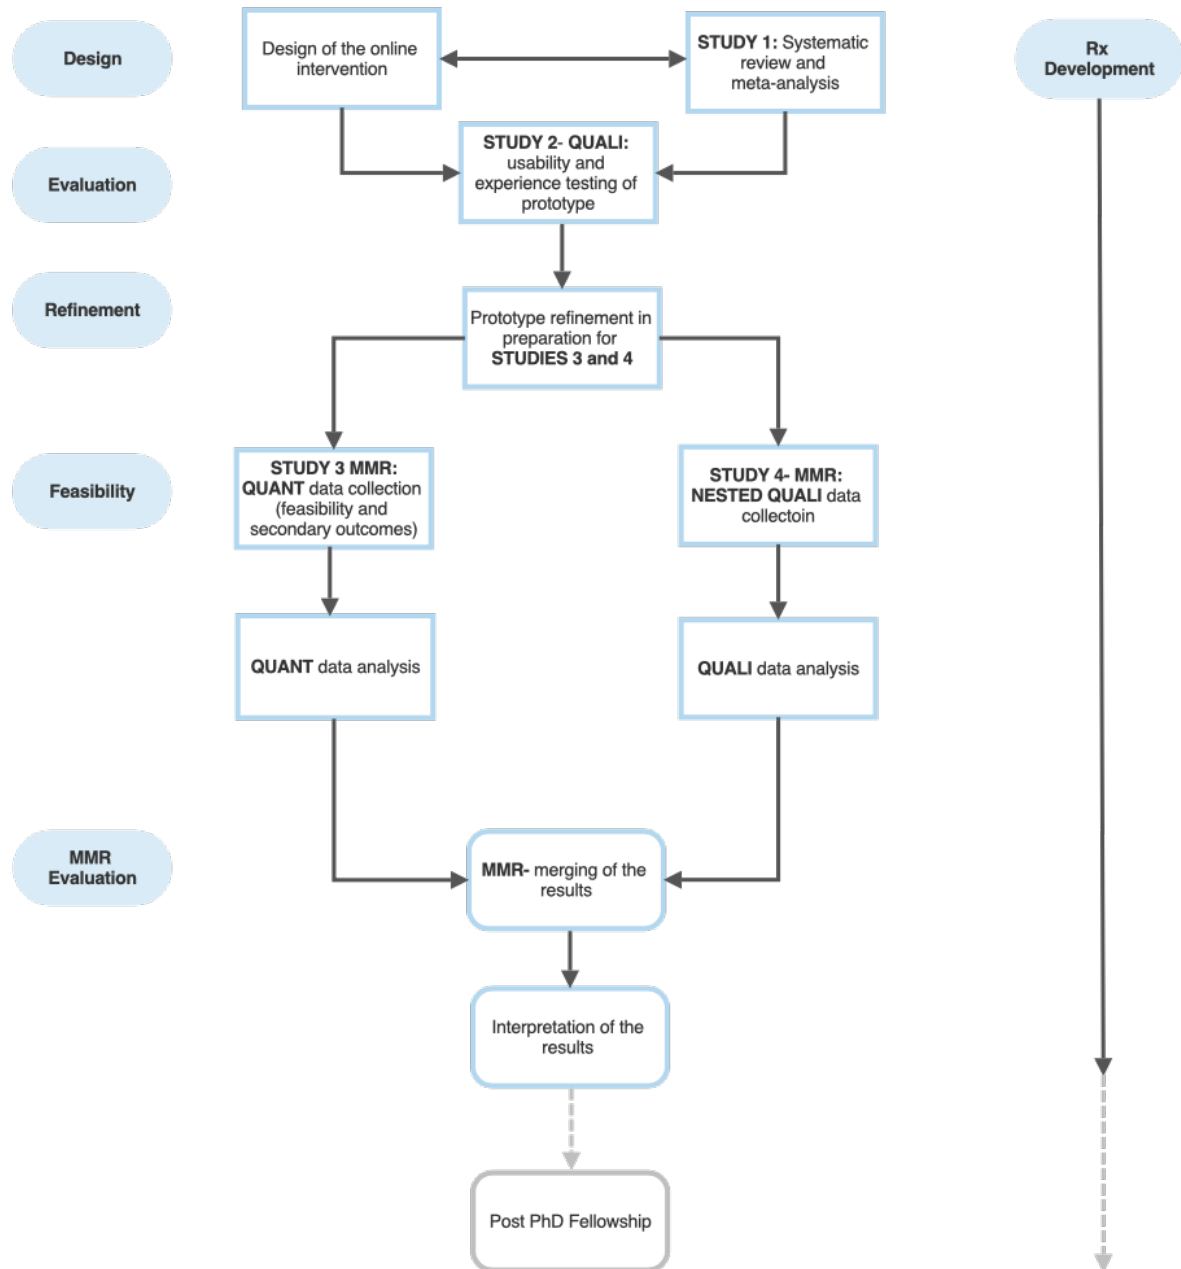 Design
Design of the online
intervention
STUDY 1: Systematic
review and
meta-analysis
Rx
Development
Evaluation
STUDY 2- QUALI:
usability and
experience testing of
prototype
Refinement
Prototype refinement in
preparation for
STUDIES 3 and 4
Feasibility
STUDY 3 MMR:
QUANT data collection
(feasibility and
secondary outcomes)
STUDY 4- MMR:
NESTED QUALI data
collectoin
QUANT data analysis
QUALI data analysis
MMR
Evaluation
MMR- merging of the
results
Interpretation of the
results
Post PhD Fellowship